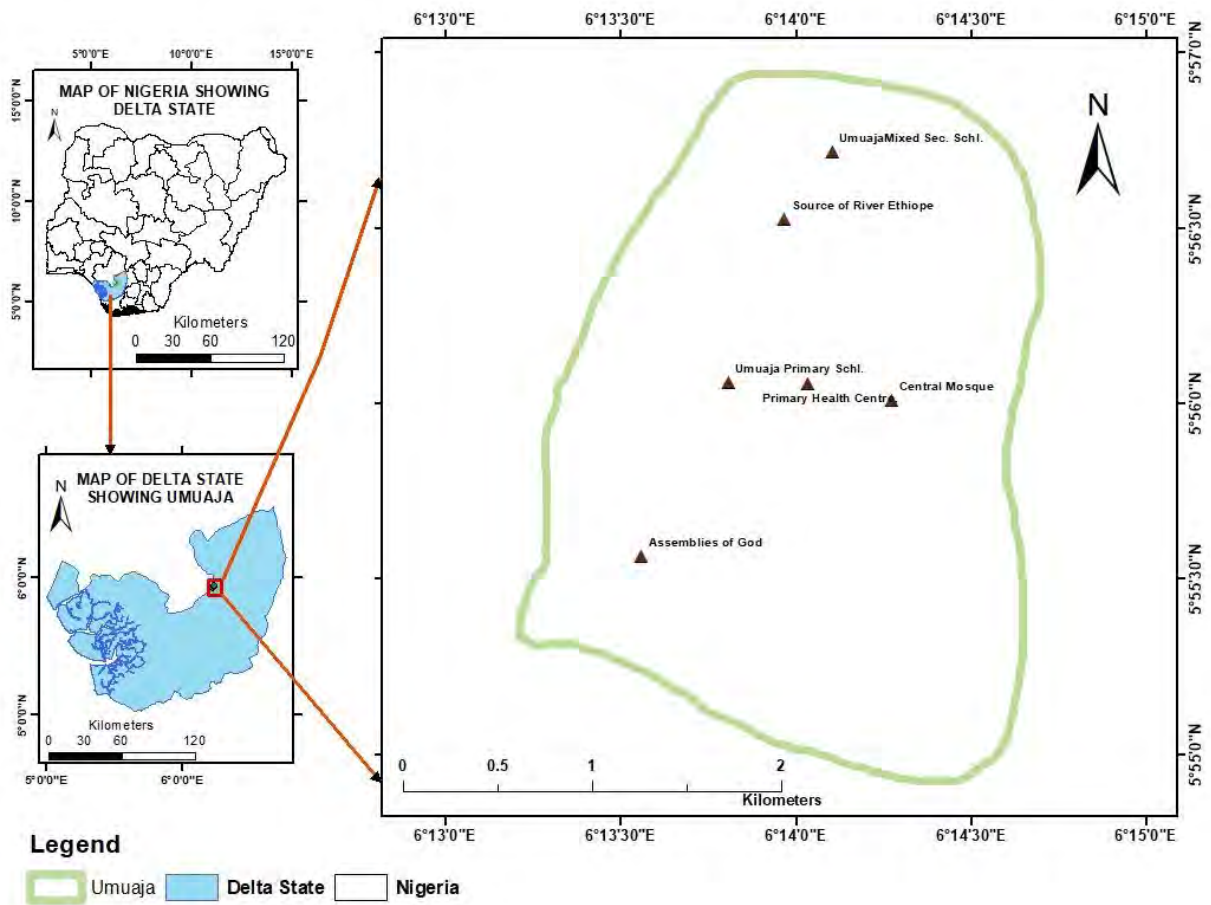 5°0'0"E 10°0'0"E 15°0'0"E
MAP OF NIGERIA SHOWING
DELTA STATE
N
15°0'0"N
10°0'0"N
5°0'0"N
Kilometers
0 30 60 120
MAP OF DELTA STATE
SHOWING UMUAJA
N
6°0'0"N
5°0'0"N
Kilometers
0 30 60 120
5°0'0"E 6°0'0"E
6°13'0"E 6°13'30"E 6°14'0"E 6°14'30"E 6°15'0"E
5°57'0"N
N
UmuajaMixed Sec. Schl.
Source of River Ethiope
5°56'30"N
Umuaja Primary Schl.
Central Mosque
Primary Health Centr
5°56'0"N
Assemblies of God
5°55'30"N
5°55'0"N
0 0.5 1 2
Kilometers
6°13'0"E 6°13'30"E 6°14'0"E 6°14'30"E 6°15'0"E
Legend
Umuaja Delta State Nigeria